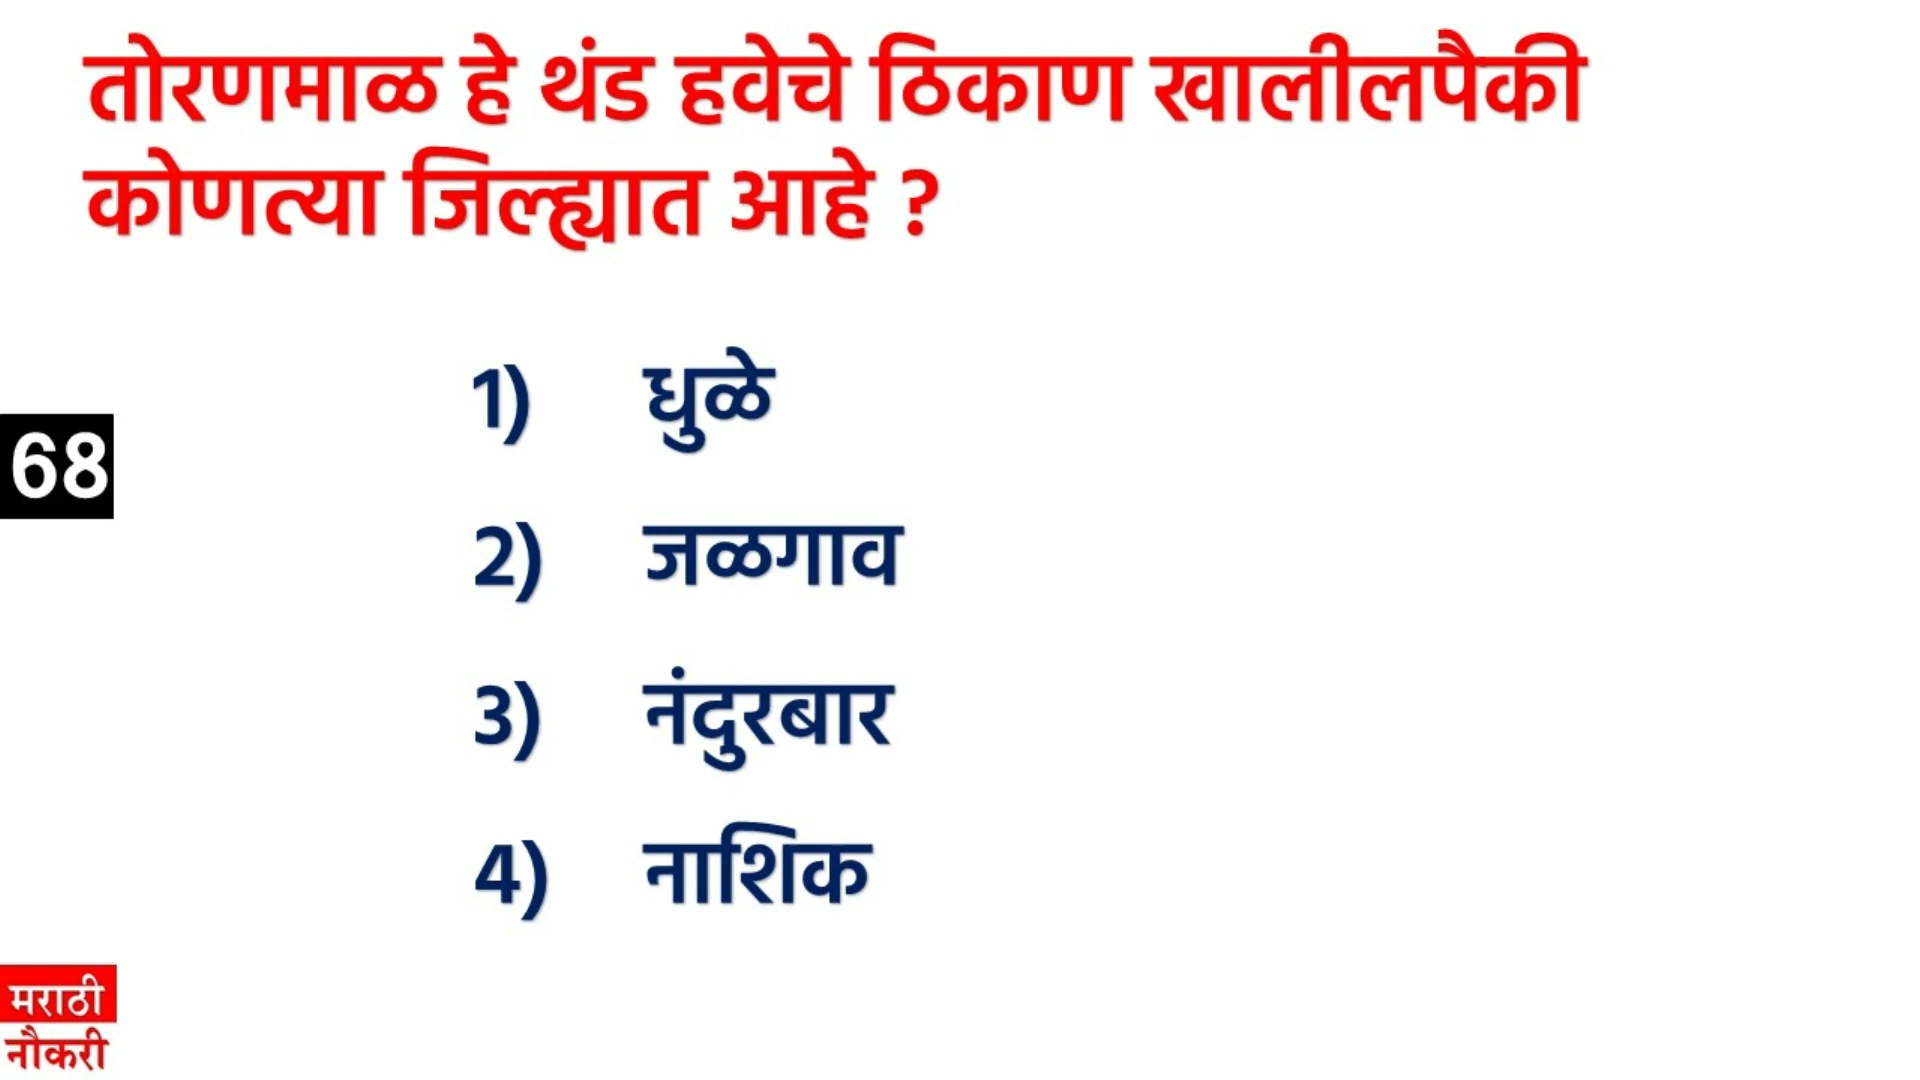 तोरणमाळ हे थंड हवेचे ठिकाण खालीलपैकी
कोणत्या जिल्ह्यात आहे ?
1) धुळे
68
2) जळगाव
3) नंदुरबार
4) नाशिक
मराठी
नौकरी